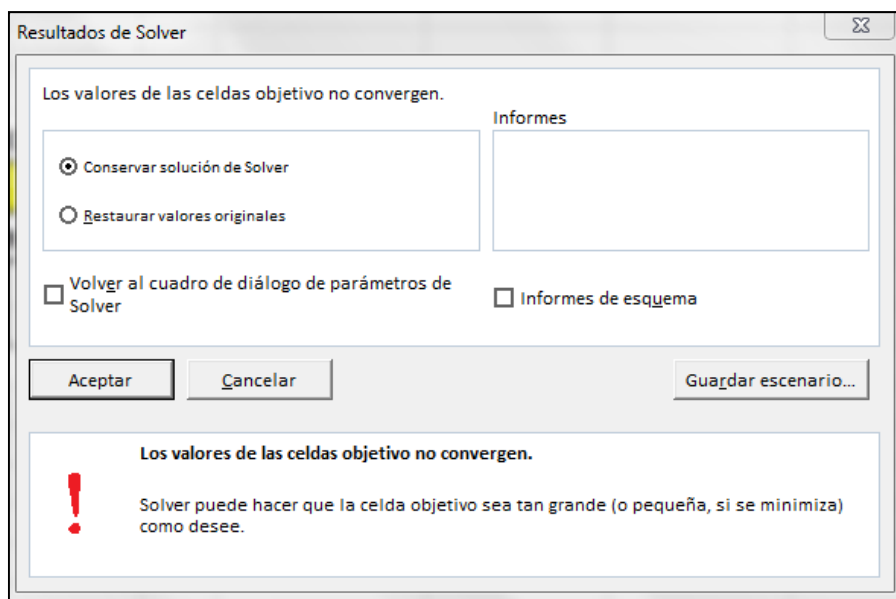 Resultados de Solver
Los valores de las celdas objetivo no convergen.
Informes
Conservar solución de Solver
Restaurar valores originales
Volver al cuadro de diálogo de parámetros de
Solver
Informes de esquema
Aceptar
Cancelar
Guardar escenario...
Los valores de las celdas objetivo no convergen.
Solver puede hacer que la celda objetivo sea tan grande (o pequeña, si se minimiza)
como desee.